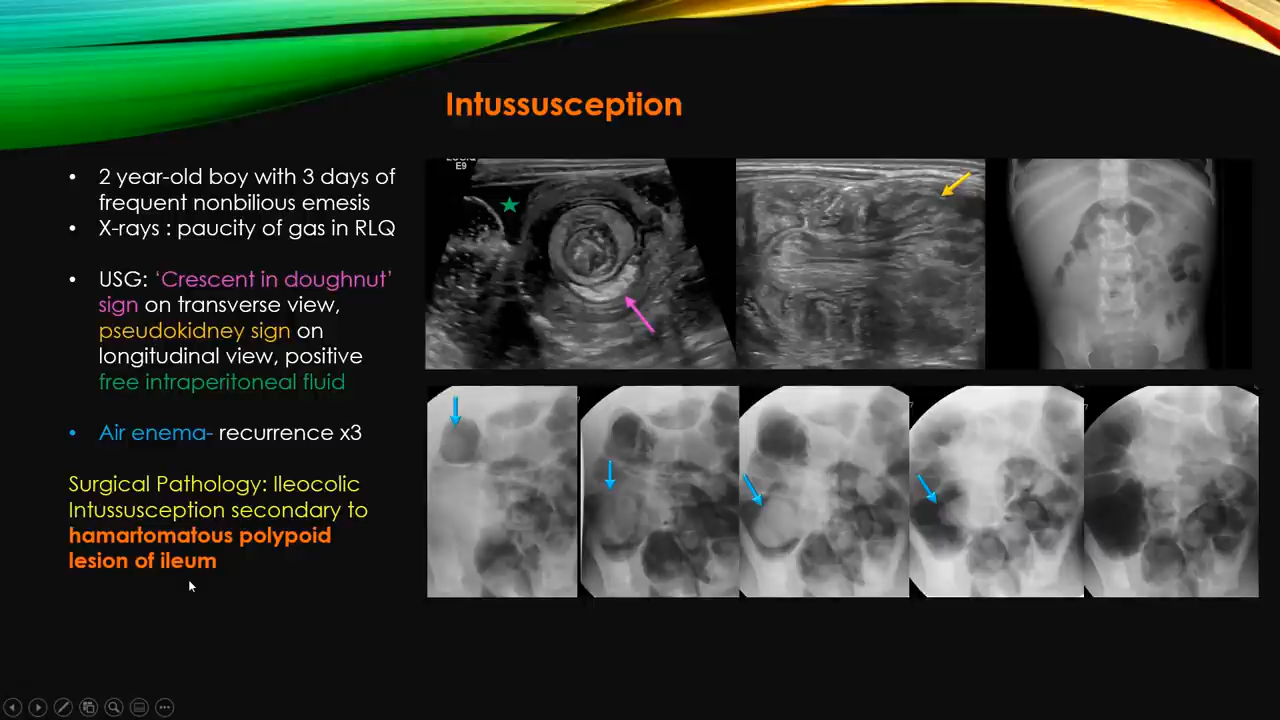 Intussusception
• 2 year-old boy with 3 days of
frequent nonbilious emesis
• X-rays : paucity of gas in RLQ
• USG: ‘Crescent in doughnut’
sign on transverse view,
pseudokidney sign on
longitudinal view, positive
free intraperitoneal fluid
• Air enema- recurrence x3
Surgical Pathology: Ileocolic
Intussusception secondary to
hamartomatous polypoid
lesion of ileum
E9